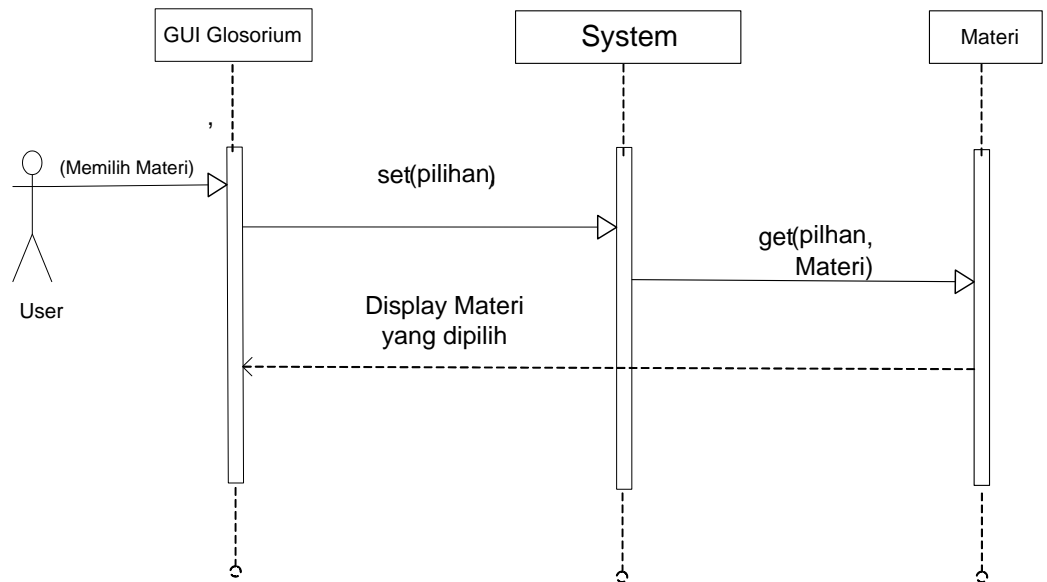 GUI Glosorium
System
Materi
,
(Memilih Materi)
set(pilihan)
get(pilhan,
Materi)
User
Display Materi
yang dipilih